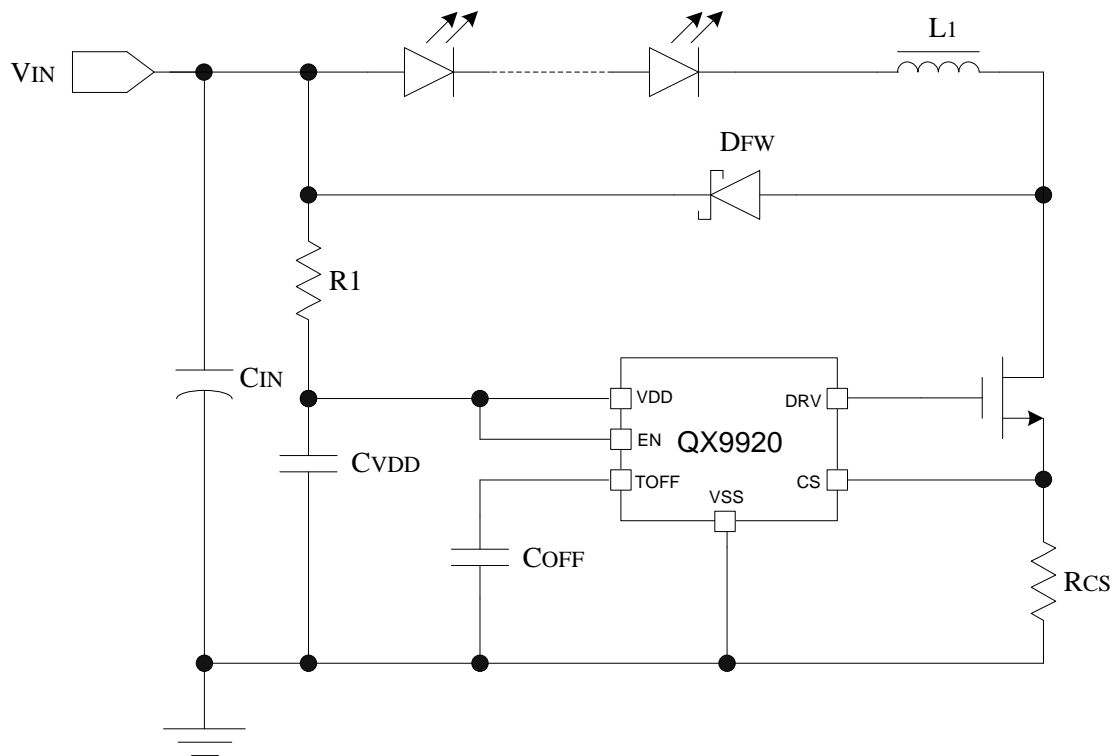 L1
VIN
DFW
R1
CIN
VDD
DRV
EN
QX9920
CVDD
TOFF
CS
VSS
COFF
RCS